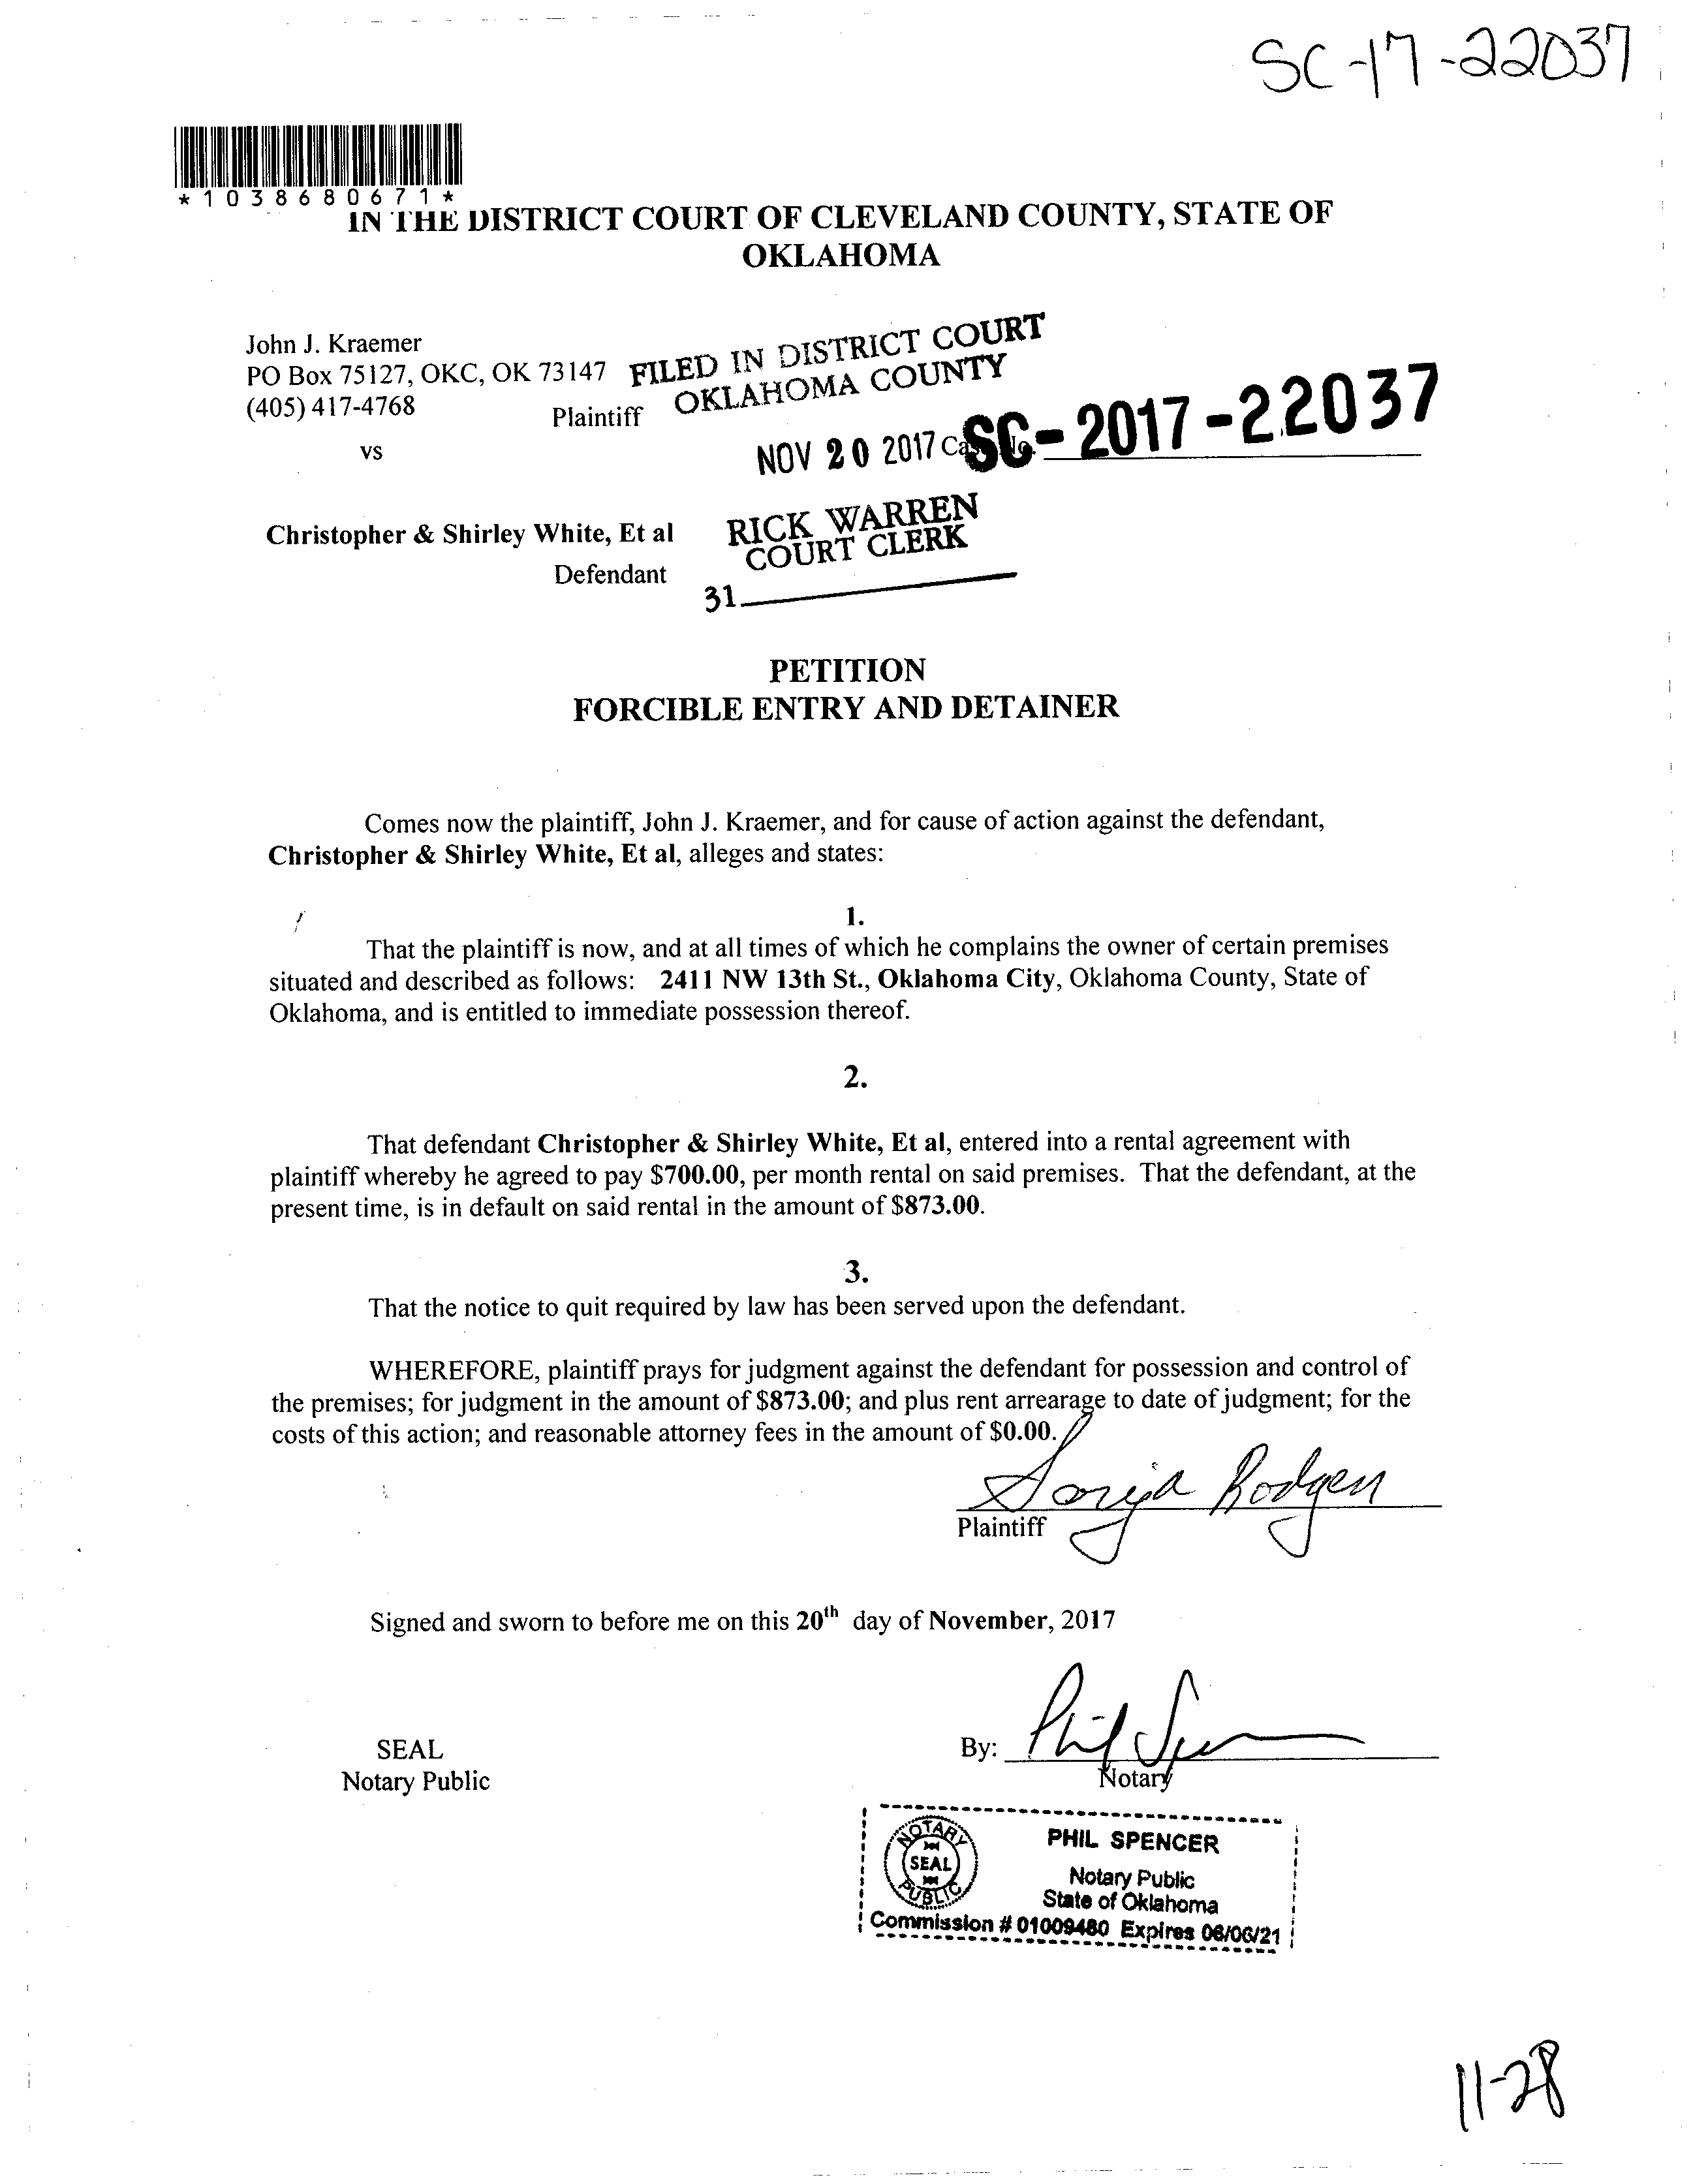 SC-17-22037
*1038680671*
IN THE DISTRICT COURT OF CLEVELAND COUNTY, STATE OF
OKLAHOMA
John J. Kraemer
PO Box 75127, OKC, OK 73147
(405) 417-4768
Plaintiff
FILED IN DISTRICT COURT
OKLAHOMA COUNTY
vs
NOV 20 2017
SC-2017-22037
Christopher & Shirley White, Et al
Defendant
RICK WARREN
COURT CLERK
31
PETITION
FORCIBLE ENTRY AND DETAINER
Comes now the plaintiff, John J. Kraemer, and for cause of action against the defendant,
Christopher & Shirley White, Et al, alleges and states:
1.
That the plaintiff is now, and at all times of which he complains the owner of certain premises
situated and described as follows: 2411 NW 13th St., Oklahoma City, Oklahoma County, State of
Oklahoma, and is entitled to immediate possession thereof.
2.
That defendant Christopher & Shirley White, Et al, entered into a rental agreement with
plaintiff whereby he agreed to pay $700.00, per month rental on said premises. That the defendant, at the
present time, is in default on said rental in the amount of $873.00.
3.
That the notice to quit required by law has been served upon the defendant.
WHEREFORE, plaintiff prays for judgment against the defendant for possession and control of
the premises; for judgment in the amount of $873.00; and plus rent arrearage to date of judgment; for the
costs of this action; and reasonable attorney fees in the amount of $0.00.
Plaintiff
Signed and sworn to before me on this 20th day of November, 2017
SEAL
Notary Public
By: Phil Spencer
Notary
NOTARY
SEAL
PUBLIC
PHIL SPENCER
Notary Public
State of Oklahoma
Commission # 01009480 Expires 06/06/21
11-28